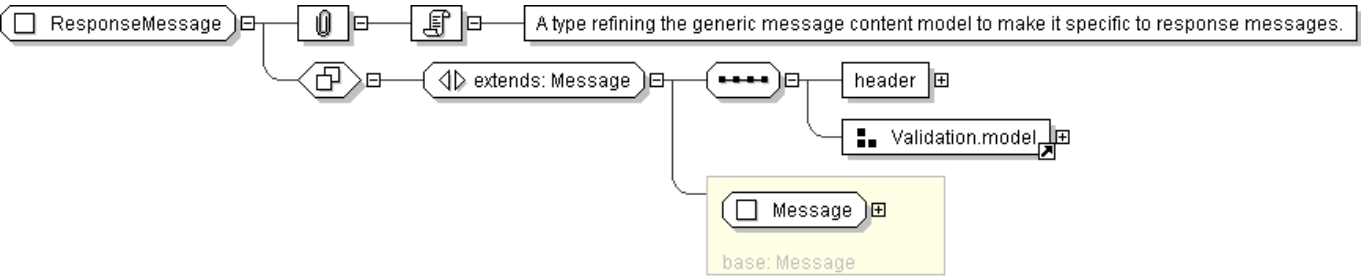 ResponseMessage
A type refining the generic message content model to make it specific to response messages.
extends: Message
header
Validation.model
Message
base: Message